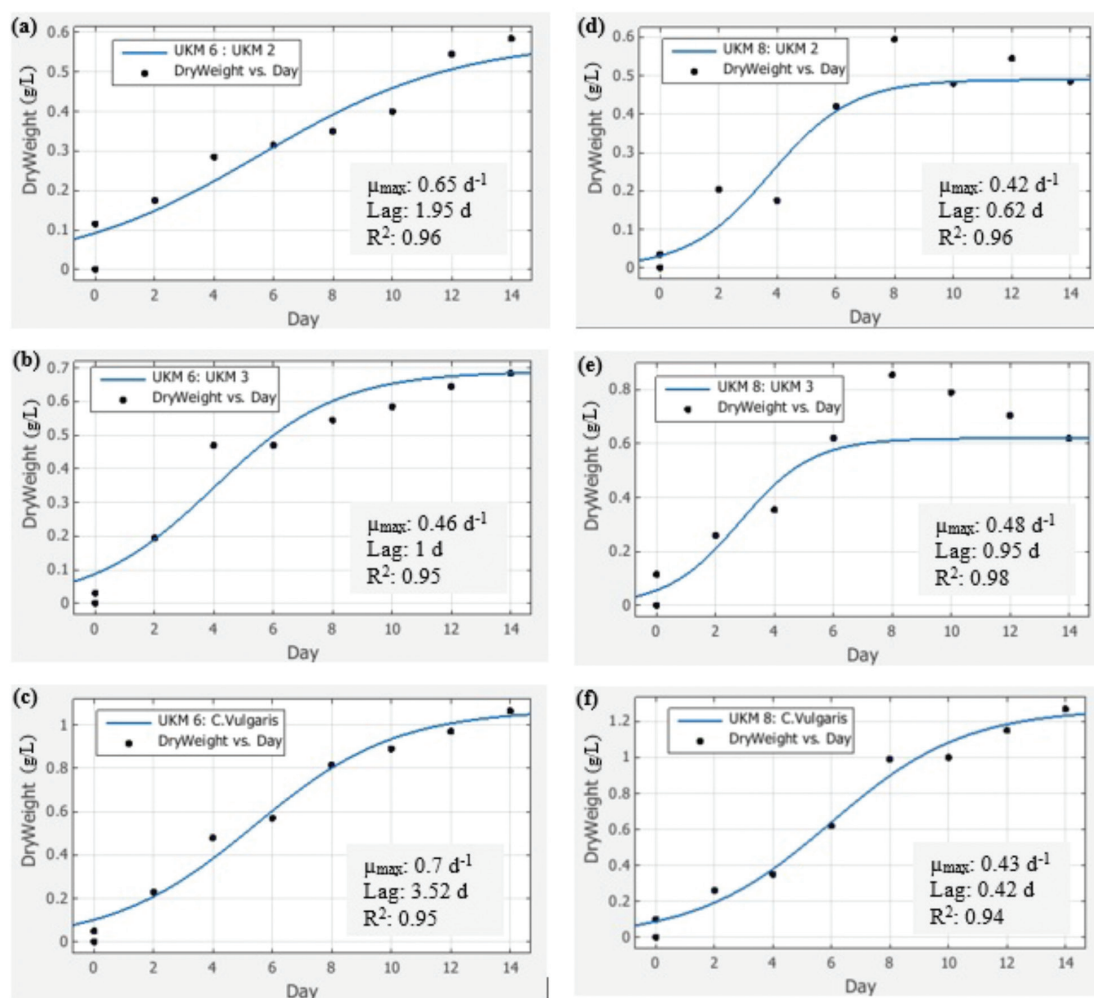 (a)
UKM 6 : UKM 2
DryWeight vs. Day
DryWeight (g/L)
0.6
0.5
0.4
0.3
0.2
0.1
0
μmax: 0.65 d-1
Lag: 1.95 d
R2: 0.96
0 2 4 6 8 10 12 14
Day
(d)
UKM 8: UKM 2
DryWeight vs. Day
DryWeight (g/L)
0.6
0.5
0.4
0.3
0.2
0.1
0
μmax: 0.42 d-1
Lag: 0.62 d
R2: 0.96
0 2 4 6 8 10 12 14
Day
(b)
UKM 6: UKM 3
DryWeight vs. Day
DryWeight (g/L)
0.7
0.6
0.5
0.4
0.3
0.2
0.1
0
μmax: 0.46 d-1
Lag: 1 d
R2: 0.95
0 2 4 6 8 10 12 14
Day
(e)
UKM 8: UKM 3
DryWeight vs. Day
DryWeight (g/L)
0.8
0.6
0.4
0.2
0
μmax: 0.48 d-1
Lag: 0.95 d
R2: 0.98
0 2 4 6 8 10 12 14
Day
(c)
UKM 6: C.Vulgaris
DryWeight vs. Day
DryWeight (g/L)
1
0.8
0.6
0.4
0.2
0
μmax: 0.7 d-1
Lag: 3.52 d
R2: 0.95
0 2 4 6 8 10 12 14
Day
(f)
UKM 8: C.Vulgaris
DryWeight vs. Day
DryWeight (g/L)
1.2
1
0.8
0.6
0.4
0.2
0
μmax: 0.43 d-1
Lag: 0.42 d
R2: 0.94
0 2 4 6 8 10 12 14
Day